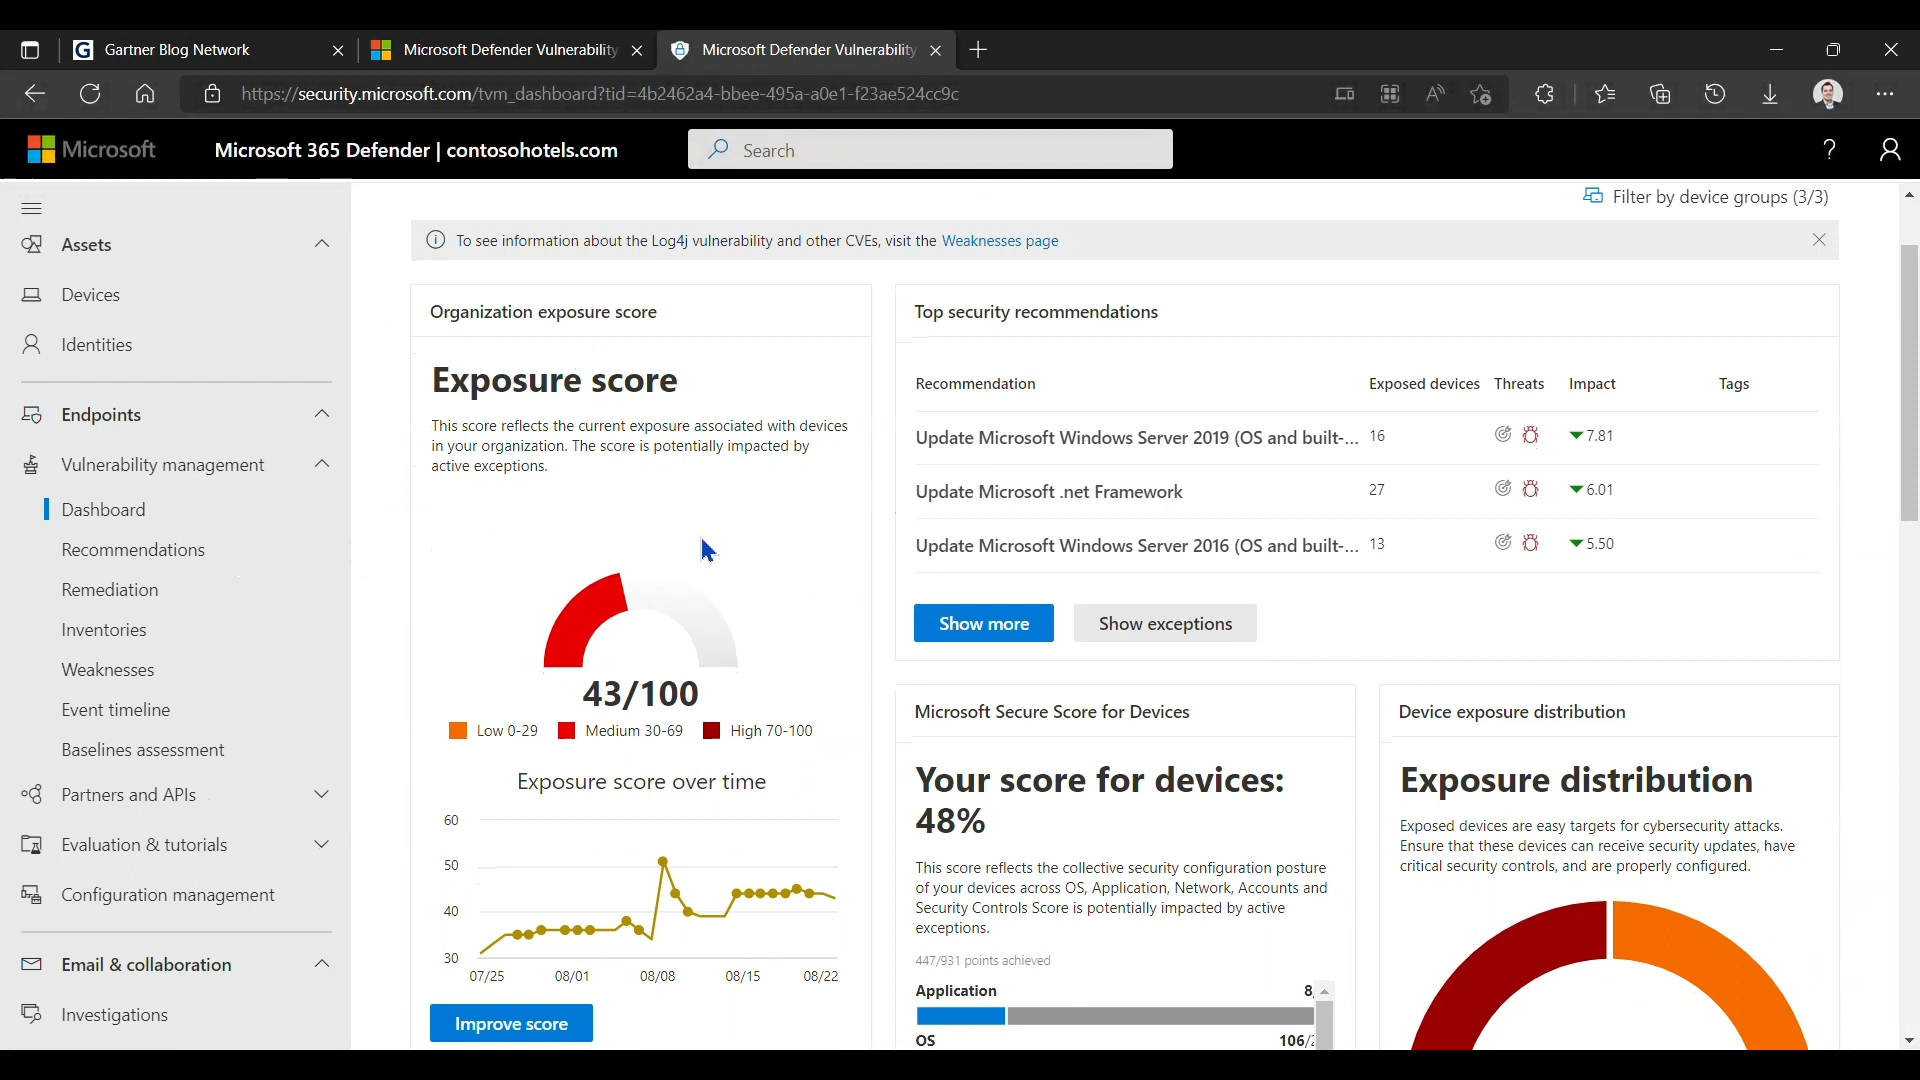 Gartner Blog Network
Microsoft Defender Vulnerability
Microsoft Defender Vulnerability
https://security.microsoft.com/tvm_dashboard?tid=4b2462a4-bbee-495a-a0e1-f23ae524cc9c
Microsoft
Microsoft 365 Defender | contosohotels.com
Search
Assets
Devices
Identities
Endpoints
Vulnerability management
Dashboard
Recommendations
Remediation
Inventories
Weaknesses
Event timeline
Baselines assessment
Partners and APIs
Evaluation & tutorials
Configuration management
Email & collaboration
Investigations
Filter by device groups (3/3)
To see information about the Log4j vulnerability and other CVEs, visit the Weaknesses page
Organization exposure score
Exposure score
This score reflects the current exposure associated with devices
in your organization. The score is potentially impacted by
active exceptions.
43/100
Low 0-29 Medium 30-69 High 70-100
Exposure score over time
60
50
40
30
07/25 08/01 08/08 08/15 08/22
Improve score
Top security recommendations
Recommendation Exposed devices Threats Impact Tags
Update Microsoft Windows Server 2019 (OS and built-... 16 7.81
Update Microsoft .net Framework 27 6.01
Update Microsoft Windows Server 2016 (OS and built-... 13 5.50
Show more Show exceptions
Microsoft Secure Score for Devices
Your score for devices:
48%
This score reflects the collective security configuration posture
of your devices across OS, Application, Network, Accounts and
Security Controls Score is potentially impacted by active
exceptions.
447/931 points achieved
Application 8
OS 106/
Device exposure distribution
Exposure distribution
Exposed devices are easy targets for cybersecurity attacks.
Ensure that these devices can receive security updates, have
critical security controls, and are properly configured.